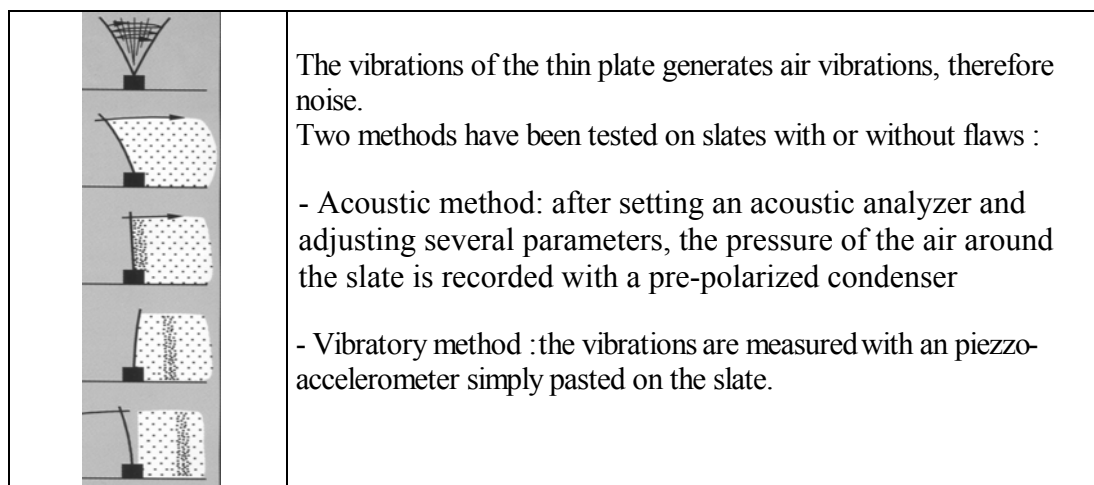 The vibrations of the thin plate generates air vibrations, therefore
noise.
Two methods have been tested on slates with or without flaws :
- Acoustic method: after setting an acoustic analyzer and
adjusting several parameters, the pressure of the air around
the slate is recorded with a pre-polarized condenser
- Vibratory method :the vibrations are measured with an piezzo-
accelerometer simply pasted on the slate.